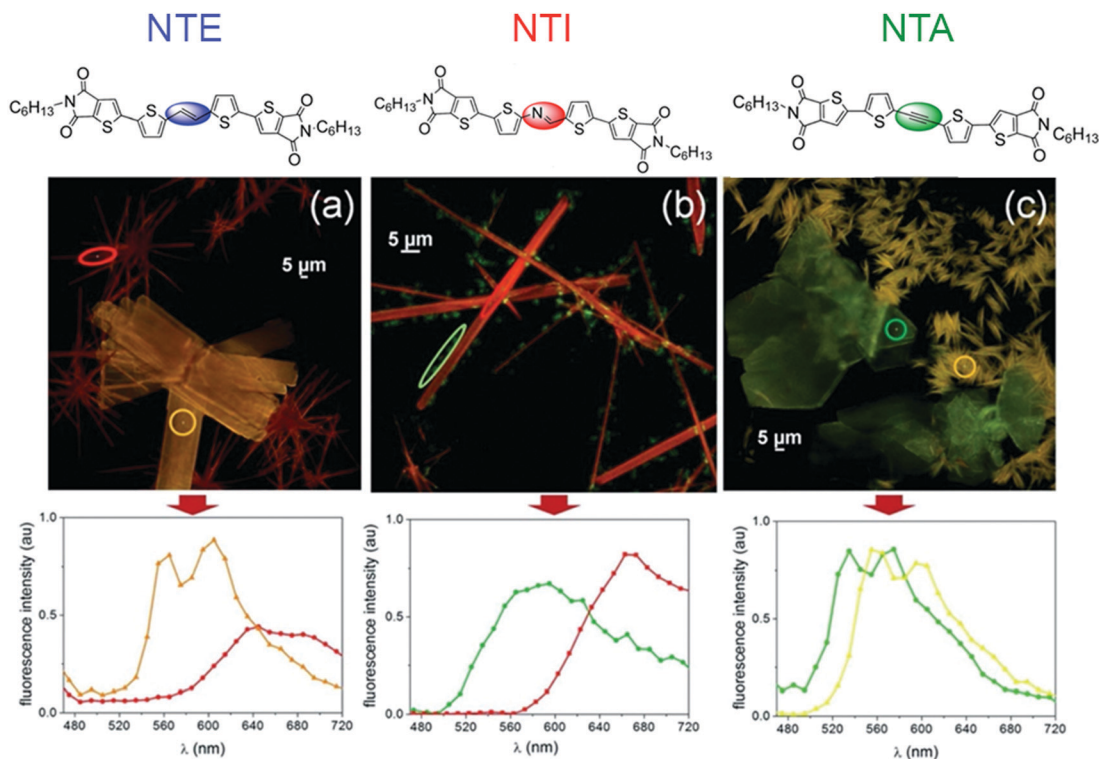 NTE NTI NTA
O S O
C6H13-N S S N-C6H13
O S O
O S N O
C6H13-N S S N
O S O C6H13
O S O
C6H13-N S S N
O S O C6H13
(a) (b) (c)
5 µm 5 µm 5 µm
fluorescence intensity (au) fluorescence intensity (au) fluorescence intensity (au)
1.0 1.0 1.0
0.5 0.5 0.5
0.0 0.0 0.0
480 520 560 600 640 680 720 480 520 560 600 640 680 720 480 520 560 600 640 680 720
λ (nm) λ (nm) λ (nm)